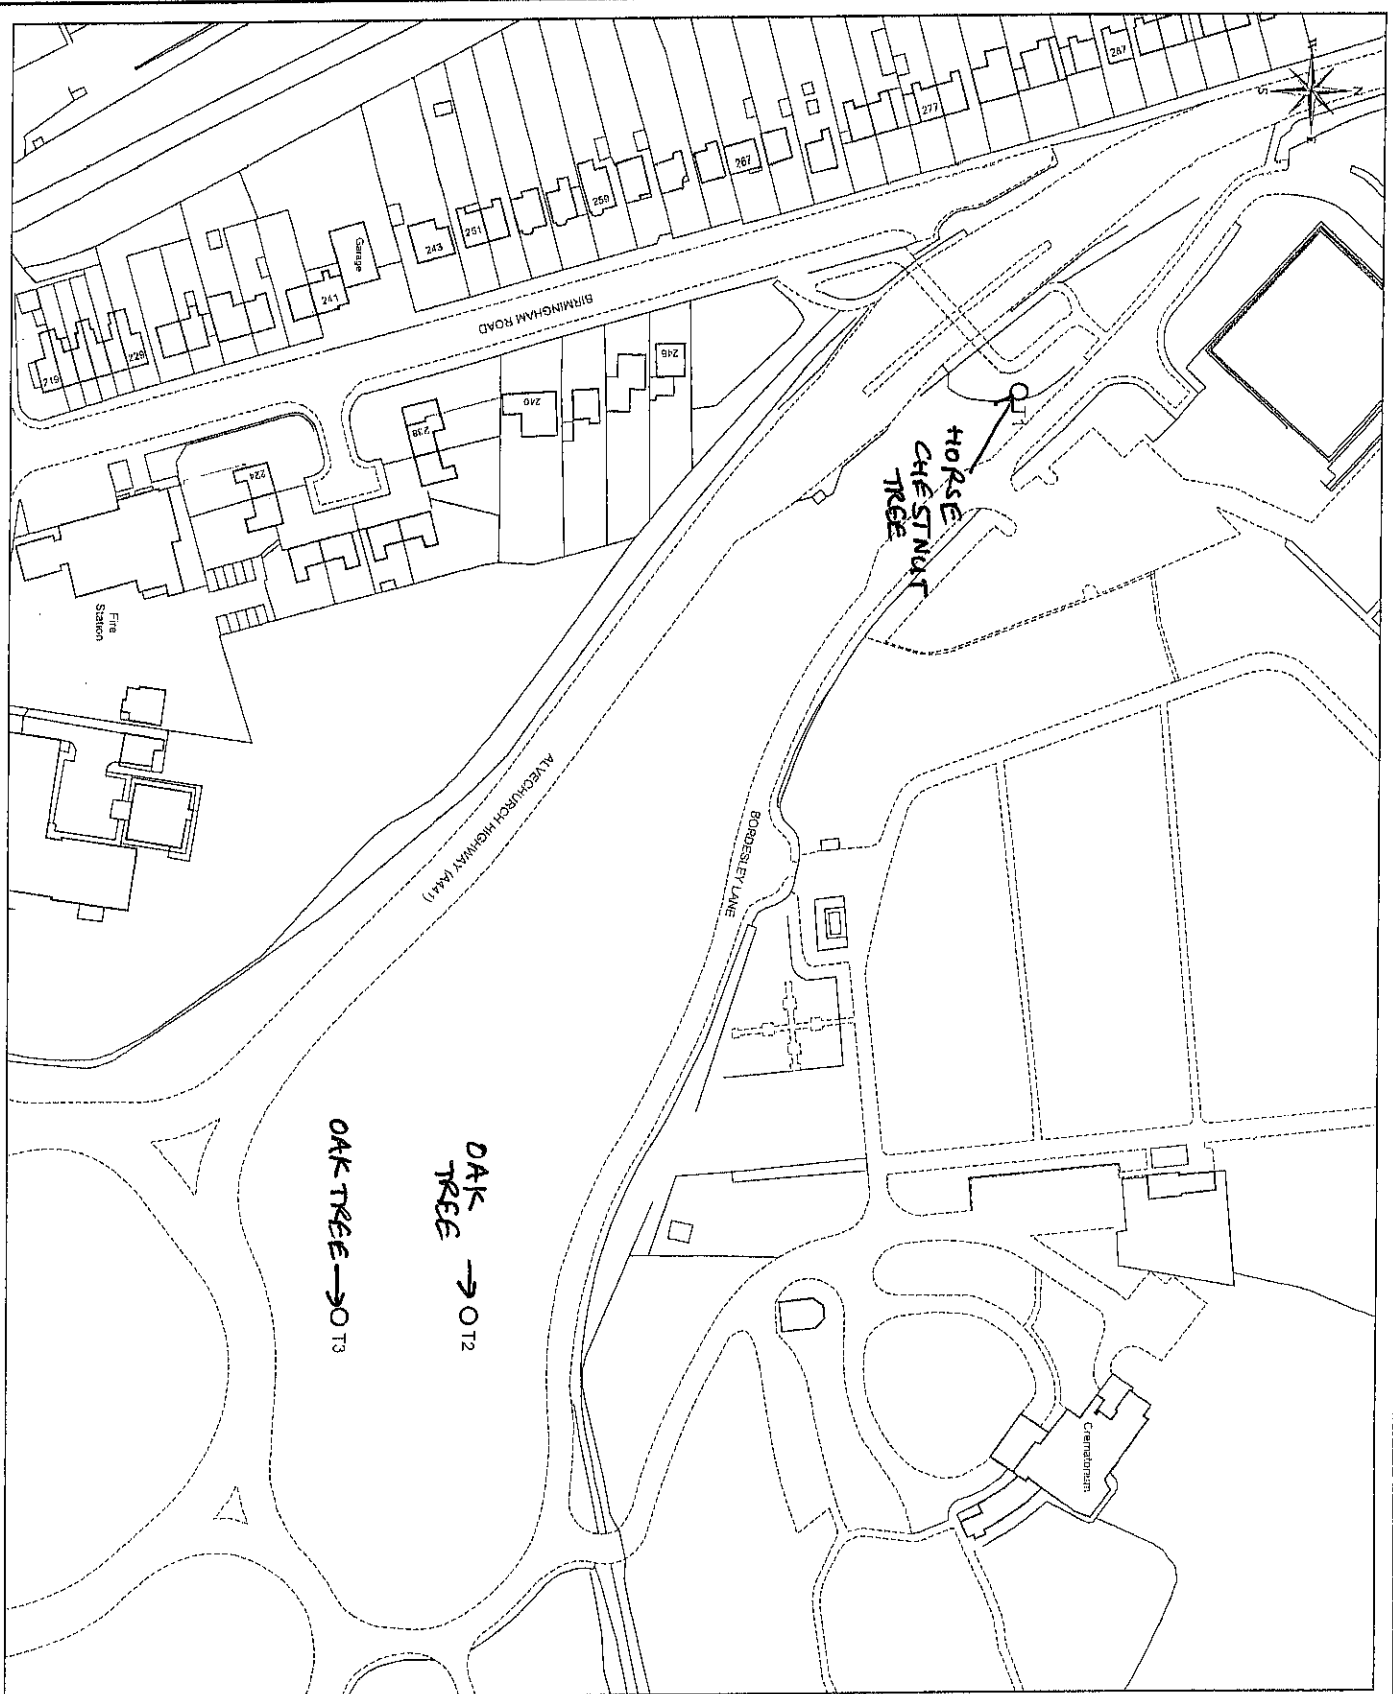 N
S
267
277
267
259
251
243
Garage
241
229
219
BIRMINGHAM ROAD
246
240
238
224
Fire
Station
HORSE
CHESTNUT
TREE
T1
ALVECHURCH HIGHWAY (A441)
BORDESLEY LANE
OAK
TREE → T2
OAK TREE → T3
Crematorium